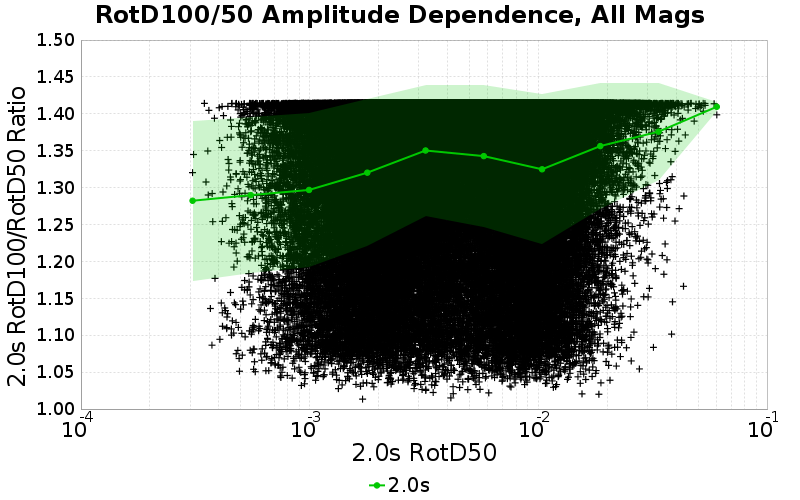 RotD100/50 Amplitude Dependence, All Mags
2.0s RotD100/RotD50 Ratio
1.50
1.45
1.40
1.35
1.30
1.25
1.20
1.15
1.10
1.05
1.00
10-4 10-3 10-2 10-1
2.0s RotD50
2.0s